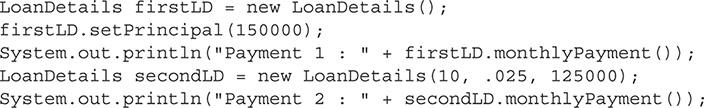 LoanDetails firstLD = new LoanDetails();
firstLD.setPrincipal(150000);
System.out.println("Payment 1 : " + firstLD.monthlyPayment());
LoanDetails secondLD = new LoanDetails(10, .025, 125000);
System.out.println("Payment 2 : " + secondLD.monthlyPayment());